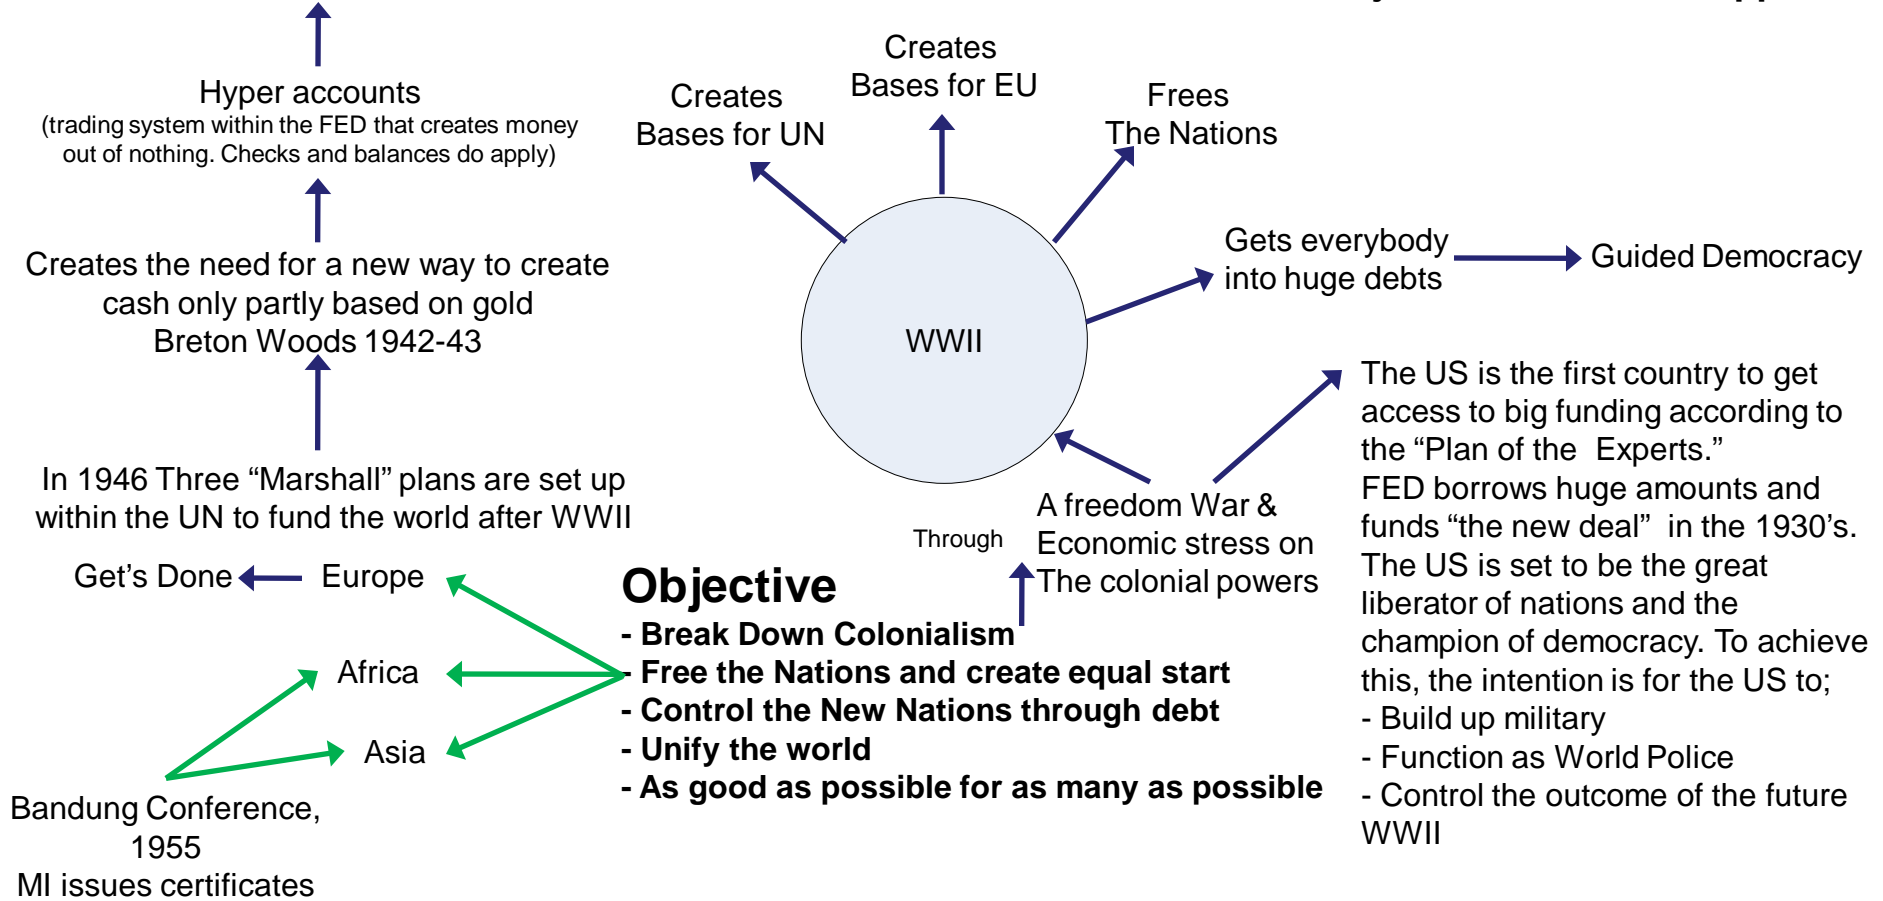 Hyper accounts
(trading system within the FED that creates money
out of nothing. Checks and balances do apply)
Creates the need for a new way to create
cash only partly based on gold
Breton Woods 1942-43
In 1946 Three “Marshall” plans are set up
within the UN to fund the world after WWII
Get's Done
Europe
Africa
Asia
Bandung Conference,
1955
MI issues certificates
Creates
Bases for UN
Creates
Bases for EU
Frees
The Nations
Gets everybody
into huge debts
Guided Democracy
WWII
Through
A freedom War &
Economic stress on
The colonial powers
Objective
- Break Down Colonialism
- Free the Nations and create equal start
- Control the New Nations through debt
- Unify the world
- As good as possible for as many as possible
The US is the first country to get
access to big funding according to
the “Plan of the Experts.”
FED borrows huge amounts and
funds “the new deal” in the 1930's.
The US is set to be the great
liberator of nations and the
champion of democracy. To achieve
this, the intention is for the US to;
- Build up military
- Function as World Police
- Control the outcome of the future
WWII